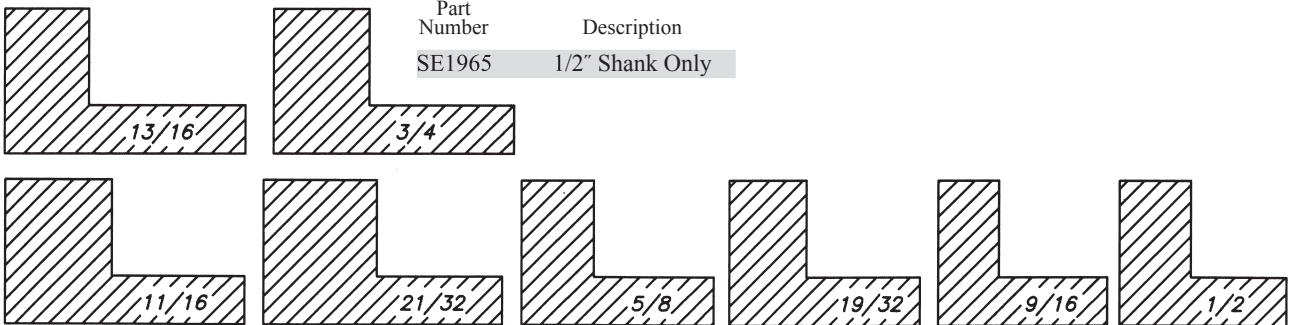 Part
Number Description
SE1965 1/2″ Shank Only
13/16 3/4
11/16 21/32 5/8 19/32 9/16 1/2